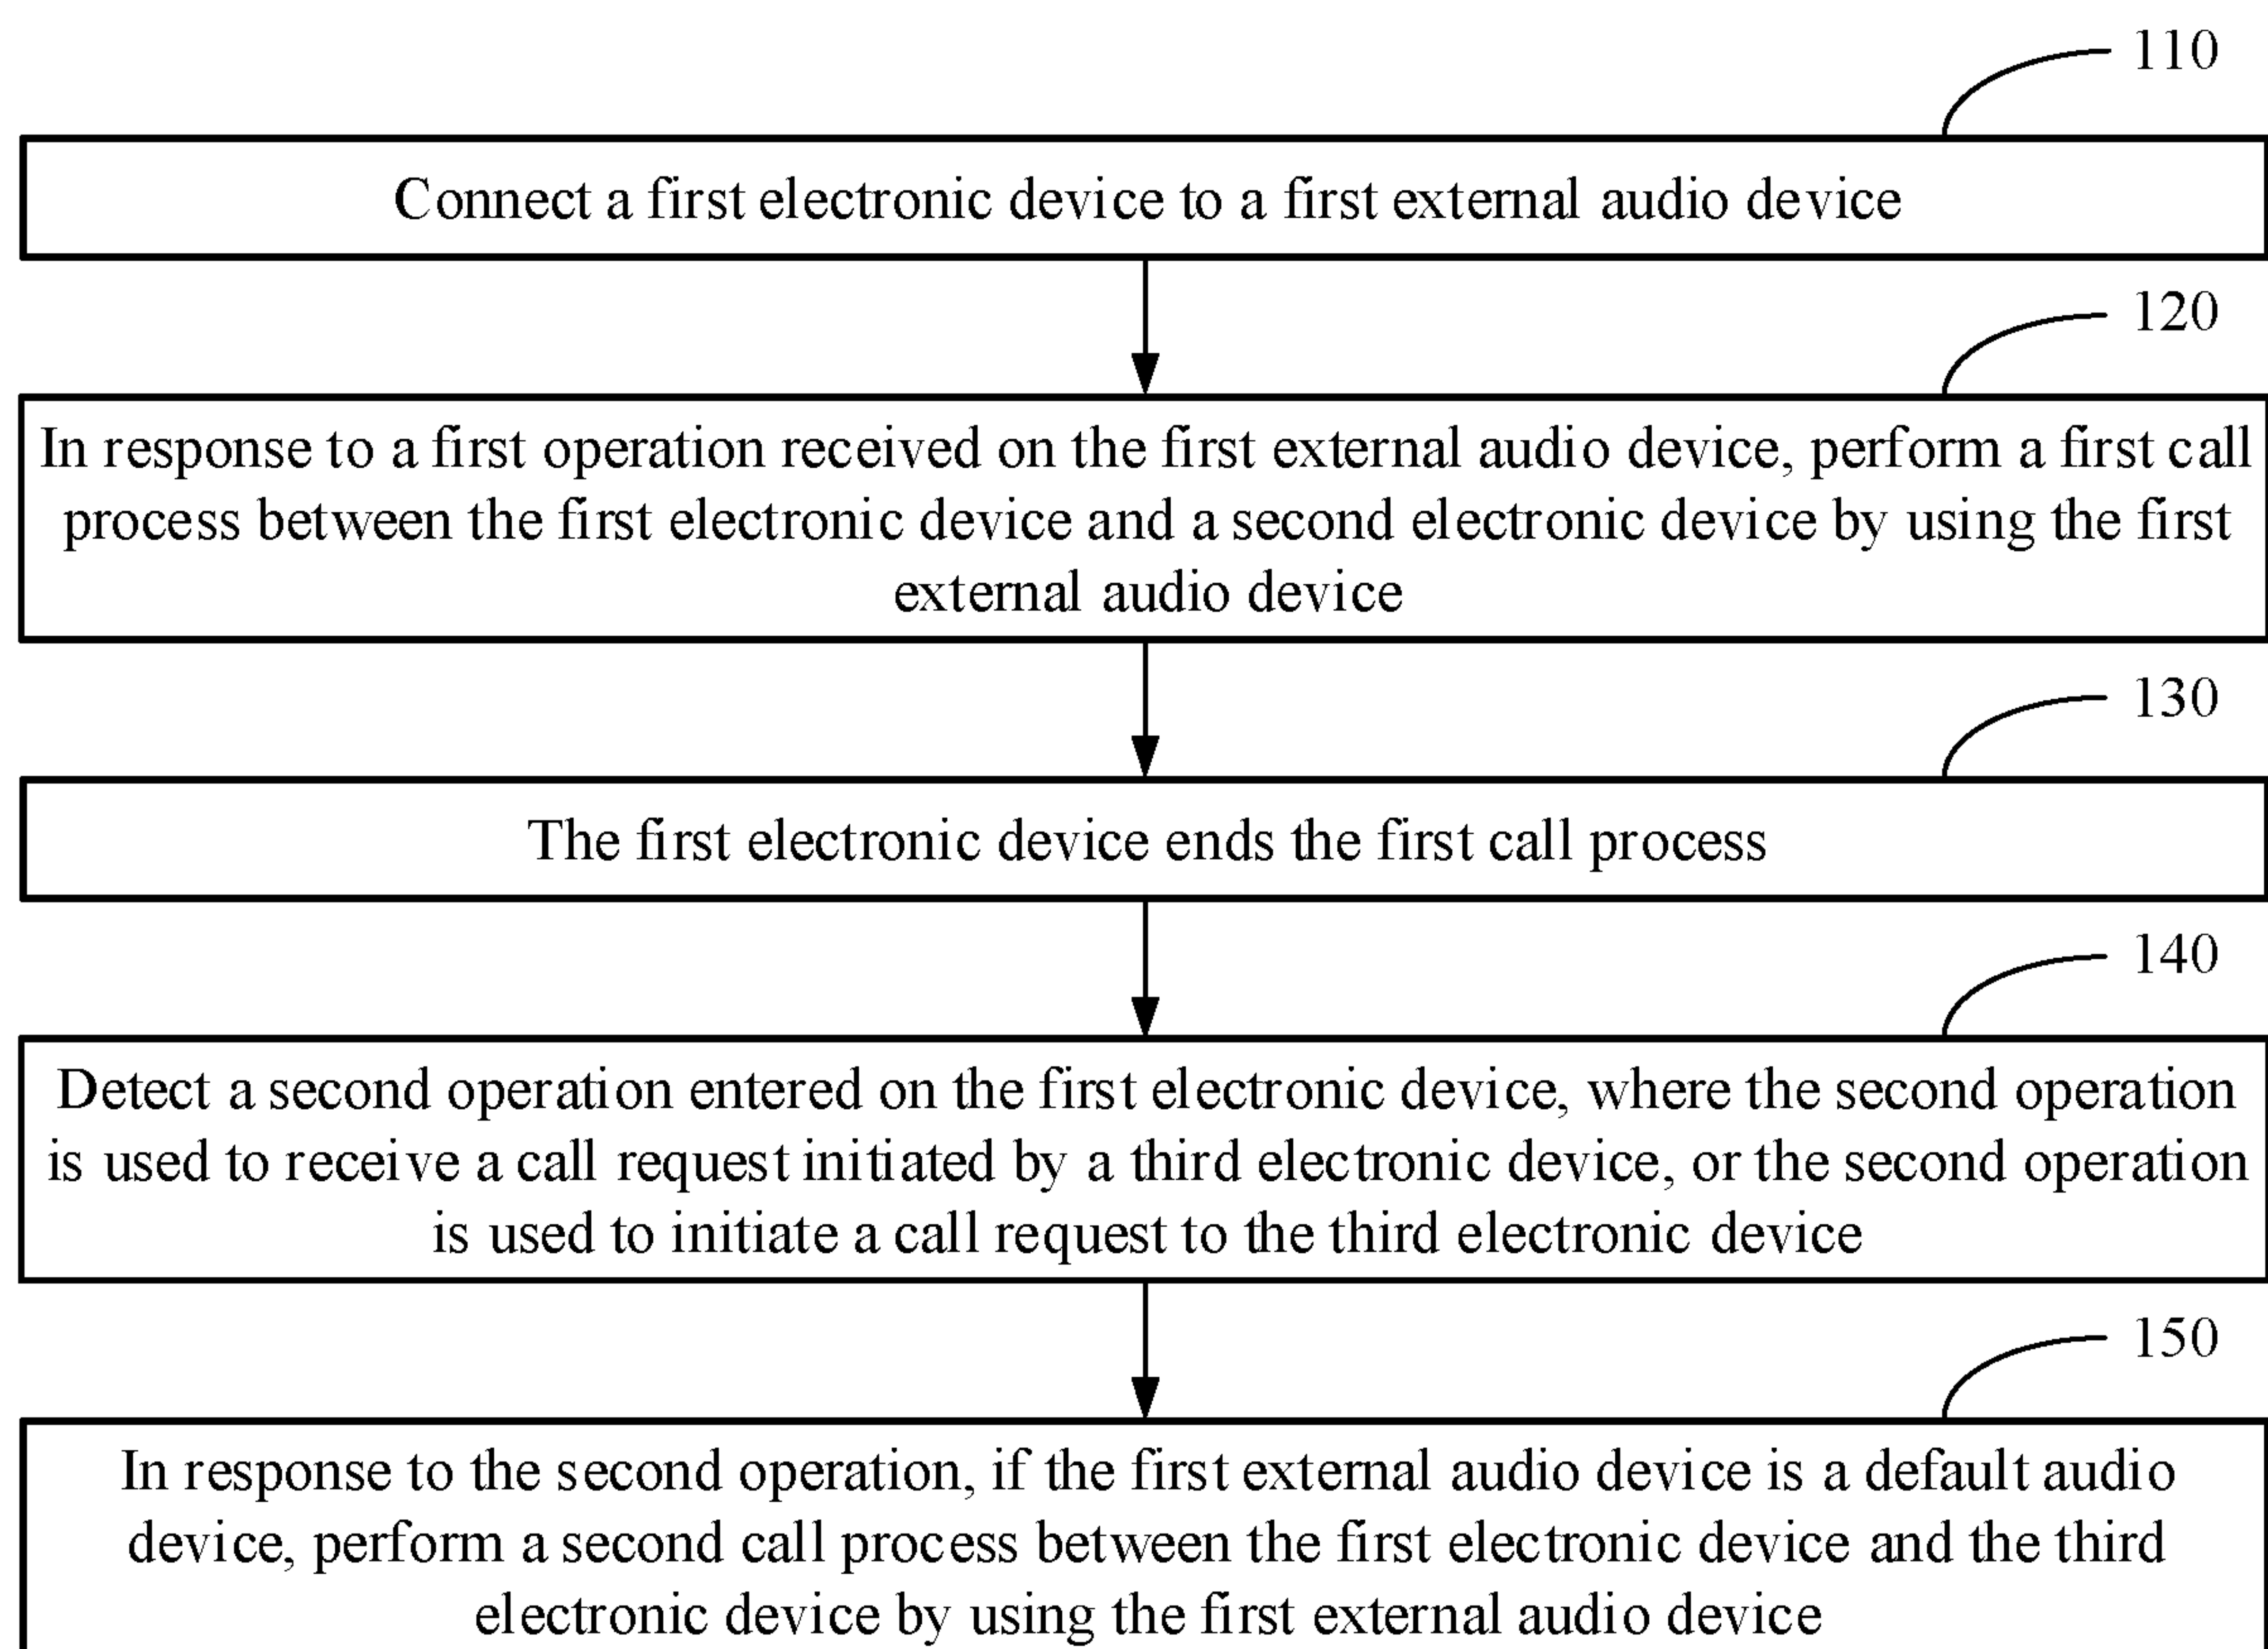 110
Connect a first electronic device to a first external audio device
120
In response to a first operation received on the first external audio device, perform a first call
process between the first electronic device and a second electronic device by using the first
external audio device
130
The first electronic device ends the first call process
140
Detect a second operation entered on the first electronic device, where the second operation
is used to receive a call request initiated by a third electronic device, or the second operation
is used to initiate a call request to the third electronic device
150
In response to the second operation, if the first external audio device is a default audio
device, perform a second call process between the first electronic device and the third
electronic device by using the first external audio device